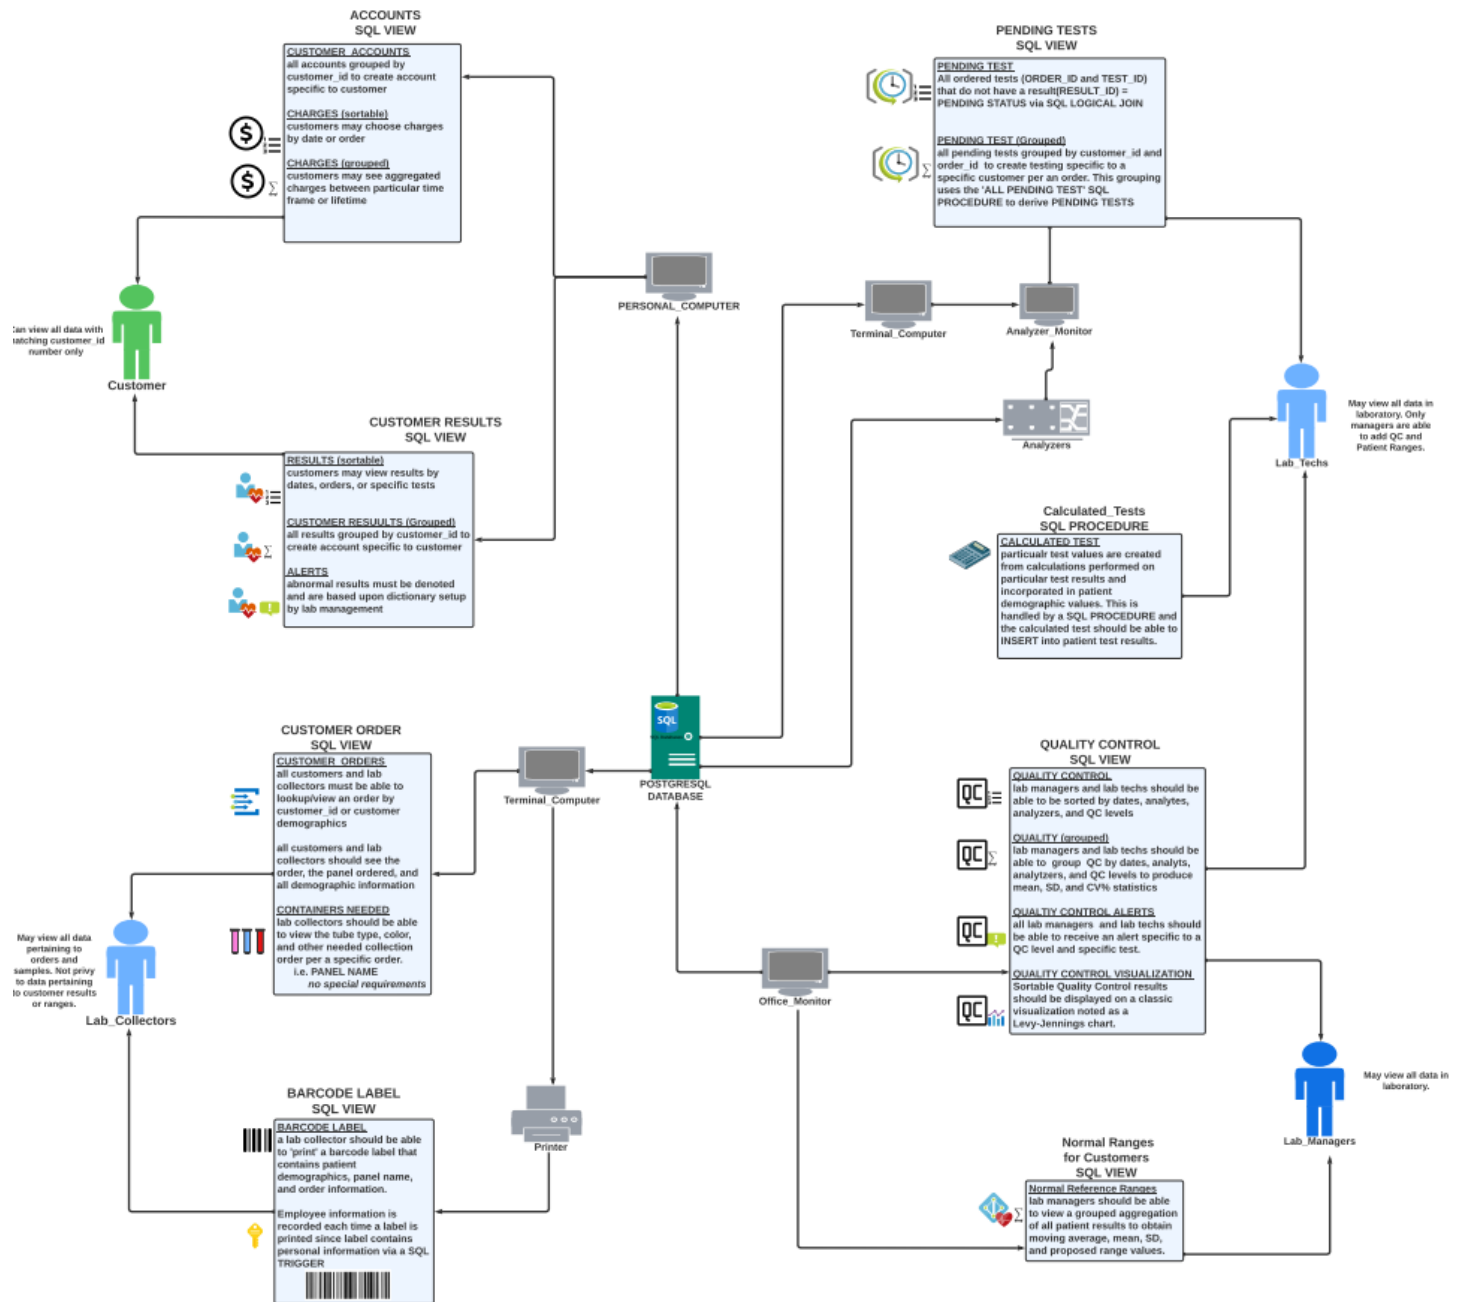 ACCOUNTS
SQL VIEW
CUSTOMER_ACCOUNTS
all accounts grouped by
customer_id to create account
specific to customer
CHARGES (sortable)
customers may choose charges
by date or order
CHARGES (grouped)
customers may see aggregated
charges between particular time
frame or lifetime
$
$
Σ
PENDING TESTS
SQL VIEW
PENDING TEST
All ordered tests (ORDER_ID and TEST_ID)
that do not have a result(RESULT_ID) =
PENDING STATUS via SQL LOGICAL JOIN
PENDING TEST (Grouped)
all pending tests grouped by customer_id and
order_id to create testing specific to a
specific customer per an order. This grouping
uses the 'ALL PENDING TEST' SQL
PROCEDURE to derive PENDING TESTS
Σ
PERSONAL_COMPUTER
Terminal_Computer
Analyzer_Monitor
Analyzers
an view all data with
atching customer_id
number only
Customer
May view all data in
laboratory. Only
managers are able
to add QC and
Patient Ranges.
Lab_Techs
CUSTOMER RESULTS
SQL VIEW
RESULTS (sortable)
customers may view results by
dates, orders, or specific tests
CUSTOMER RESUULTS (Grouped)
all results grouped by customer_id to
create account specific to customer
ALERTS
abnormal results must be denoted
and are based upon dictionary setup
by lab management
Σ
Calculated_Tests
SQL PROCEDURE
CALCULATED TEST
particualr test values are created
from calculations performed on
particular test results and
incorporated in patient
demographic values. This is
handled by a SQL PROCEDURE and
the calculated test should be able to
INSERT into patient test results.
SQL
POSTGRESQL
DATABASE
CUSTOMER ORDER
SQL VIEW
CUSTOMER_ORDERS
all customers and lab
collectors must be able to
lookup/view an order by
customer_id or customer
demographics
all customers and lab
collectors should see the
order, the panel ordered, and
all demographic information
CONTAINERS NEEDED
lab collectors should be able
to view the tube type, color,
and other needed collection
order per a specific order.
i.e. PANEL NAME
no special requirements
Terminal_Computer
QUALITY CONTROL
SQL VIEW
QUALITY CONTROL
lab managers and lab techs should be
able to be sorted by dates, analytes,
analyzers, and QC levels
QUALITY (grouped)
lab managers and lab techs should be
able to group QC by dates, analyts,
analytzers, and QC levels to produce
mean, SD, and CV% statistics
QUALTIY CONTROL ALERTS
all lab managers and lab techs should
be able to receive an alert specific to a
QC level and specific test.
QUALITY CONTROL VISUALIZATION
Sortable Quality Control results
should be displayed on a classic
visualization noted as a
Levy-Jennings chart.
QC
QC
Σ
QC
QC
May view all data
pertaining to
orders and
samples. Not privy
to data pertaining
to customer results
or ranges.
Lab_Collectors
Office_Monitor
May view all data in
laboratory.
Lab_Managers
BARCODE LABEL
SQL VIEW
BARCODE LABEL
a lab collector should be able
to 'print' a barcode label that
contains patient
demographics, panel name,
and order information.
Employee information is
recorded each time a label is
printed since label contains
personal information via a SQL
TRIGGER
Printer
Normal Ranges
for Customers
SQL VIEW
Normal Reference Ranges
lab managers should be able
to view a grouped aggregation
of all patient results to obtain
moving average, mean, SD,
and proposed range values.
Σ